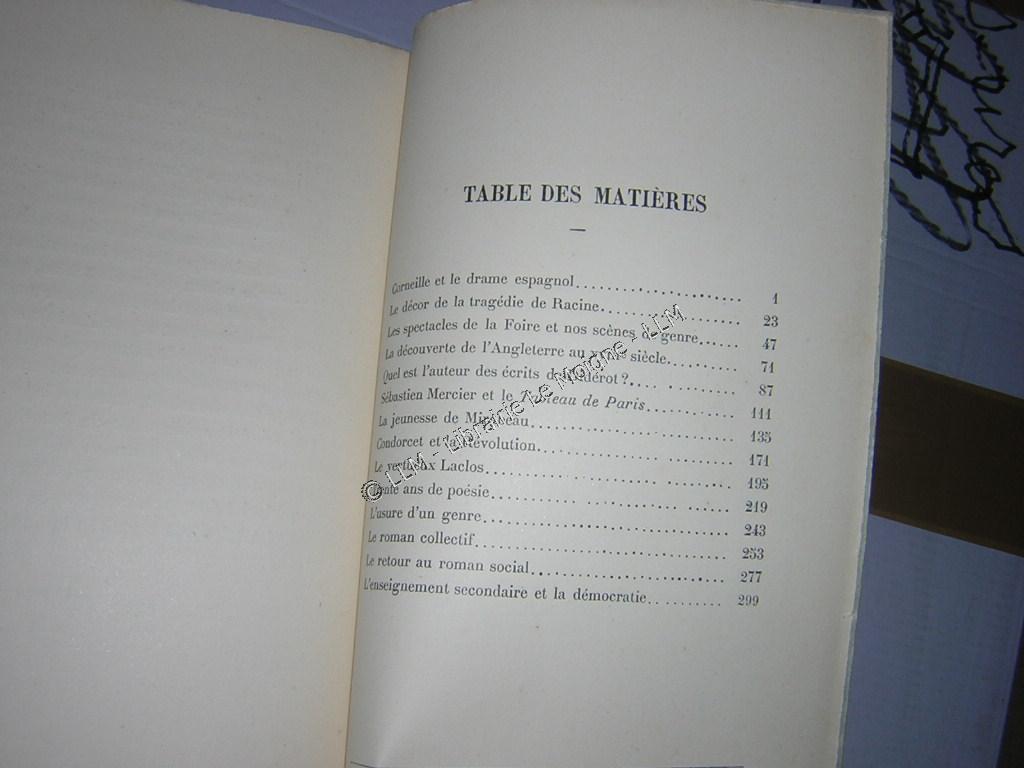 TABLE DES MATIÈRES
Corneille et le drame espagnol 1
Le décor de la tragédie de Racine 23
Les spectacles de la Foire et nos scènes de genre 47
La découverte de l'Angleterre au siècle 71
Quel est l'auteur des écrits de Diderot? 87
Sébastien Mercier et le Tableau de Paris 111
La jeunesse de Mirabeau 135
Condorcet et la Révolution 171
Le vertueux Laclos 195
Trente ans de poésie 219
L'usure d'un genre 243
Le roman collectif 253
Le retour au roman social 277
L'enseignement secondaire et la démocratie 299
© LLM - Librairie Le Moigne - LLM